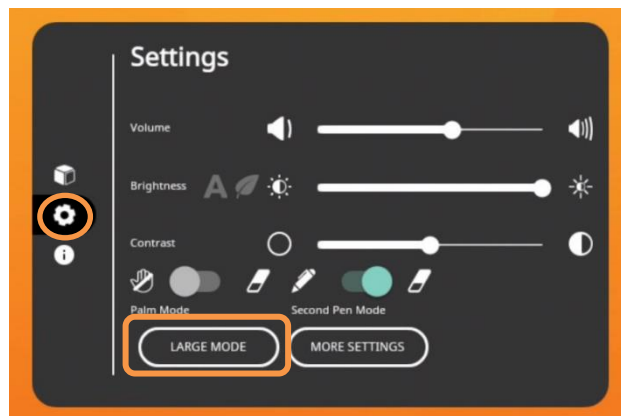 Settings
Volume
Brightness A
Contrast
Palm Mode Second Pen Mode
LARGE MODE MORE SETTINGS